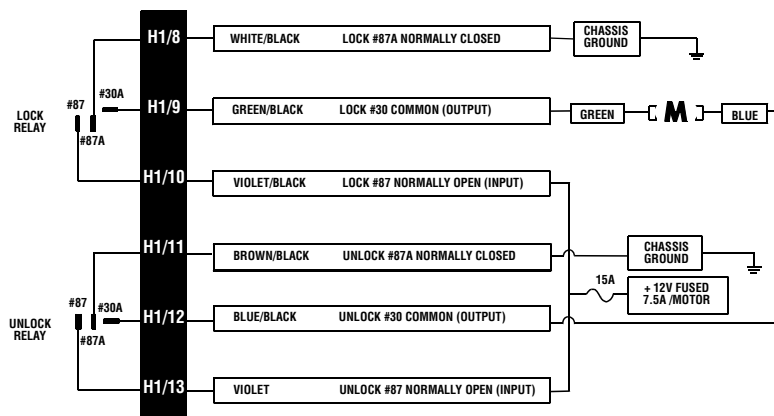 H1/8 WHITE/BLACK LOCK #87A NORMALLY CLOSED CHASSIS GROUND
#87 #30A
LOCK RELAY
#87A
H1/9 GREEN/BLACK LOCK #30 COMMON (OUTPUT) GREEN M BLUE
H1/10 VIOLET/BLACK LOCK #87 NORMALLY OPEN (INPUT)
H1/11 BROWN/BLACK UNLOCK #87A NORMALLY CLOSED CHASSIS GROUND
15A + 12V FUSED 7.5A /MOTOR
#87 #30A
UNLOCK RELAY
#87A
H1/12 BLUE/BLACK UNLOCK #30 COMMON (OUTPUT)
H1/13 VIOLET UNLOCK #87 NORMALLY OPEN (INPUT)